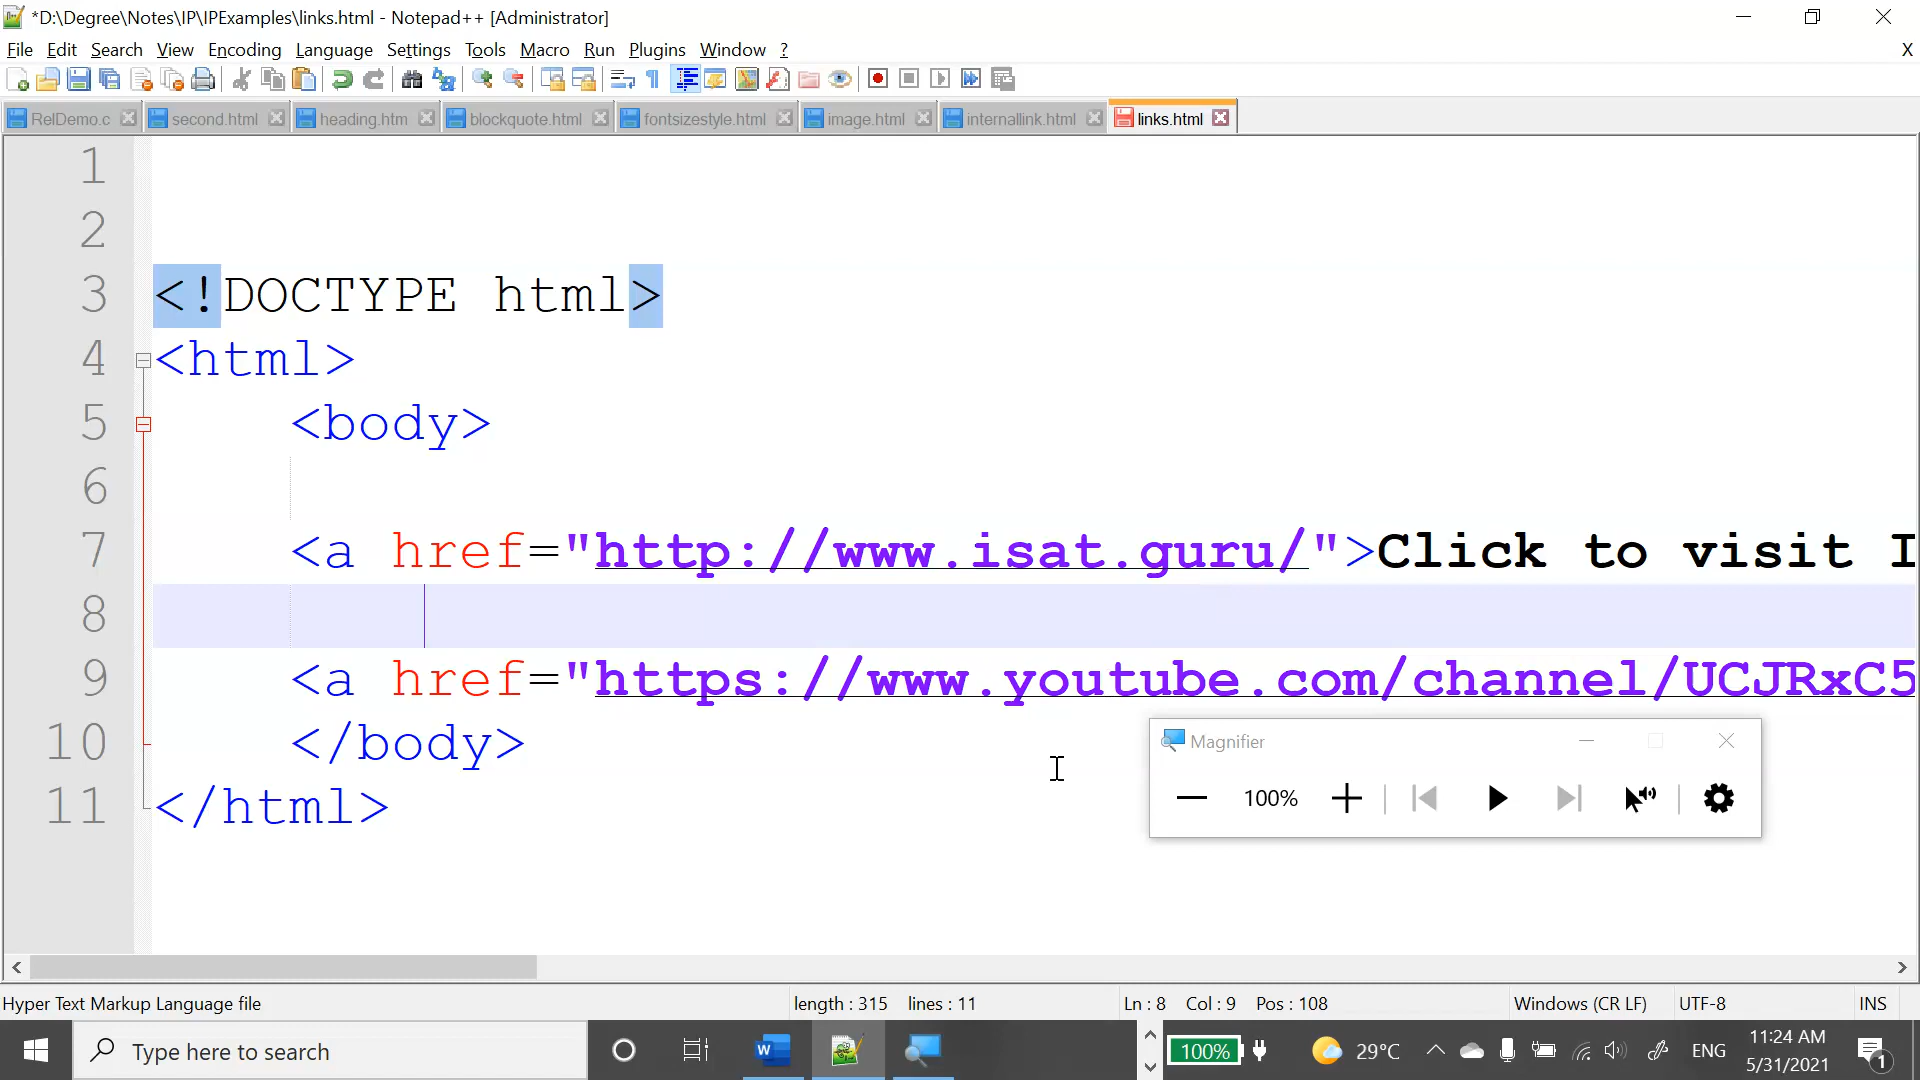 *D:\Degree\Notes\IP\IPExamples\links.html - Notepad++ [Administrator]
File Edit Search View Encoding Language Settings Tools Macro Run Plugins Window ? X
RelDemo.c second.html heading.htm blockquote.html fontsizestyle.html image.html internallink.html links.html
1
2
3 <!DOCTYPE html>
4 <html>
5 <body>
6
7 <a href="http://www.isat.guru/">Click to visit I
8
9 <a href="https://www.youtube.com/channel/UCJRxC5
10 </body>
11 </html>
Magnifier
100%
Hyper Text Markup Language file length : 315 lines : 11 Ln : 8 Col : 9 Pos : 108 Windows (CR LF) UTF-8 INS
Type here to search 100% 29°C ENG 11:24 AM
5/31/2021 1